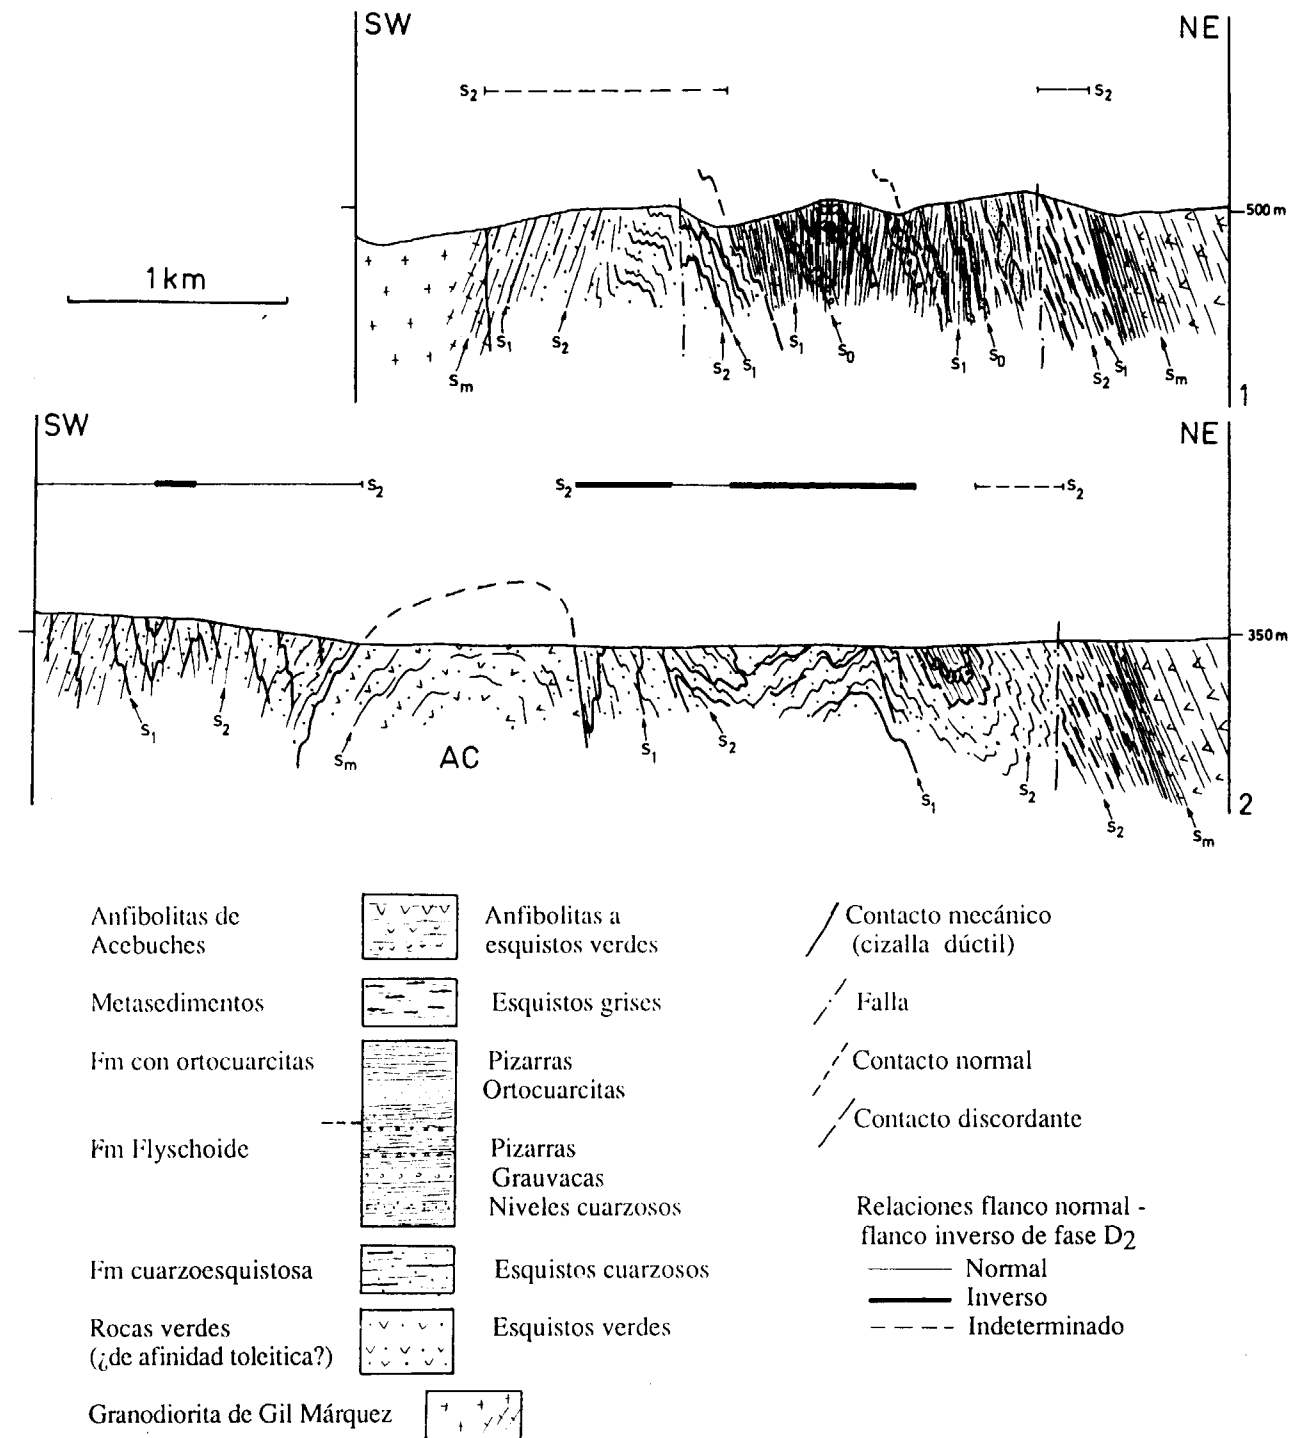 SW
NE
S2
S2
500 m
1 km
S1
S2
Sm
S2
S1
S1
S0
S1
S0
S2
S1
Sm
1
SW
NE
S2
S2
S2
350 m
S1
S2
Sm
AC
S1
S2
S1
S2
S2
Sm
2
Anfibolitas de
Acebuches
Anfibolitas a
esquistos verdes
Contacto mecánico
(cizalla dúctil)
Metasedimentos
Esquistos grises
Falla
Fm con ortocuarcitas
Pizarras
Ortocuarcitas
Contacto normal
Contacto discordante
Fm Flyschoide
Pizarras
Grauvacas
Niveles cuarzosos
Relaciones flanco normal -
flanco inverso de fase D2
Normal
Inverso
Indeterminado
Fm cuarzoesquistosa
Esquistos cuarzosos
Rocas verdes
(¿de afinidad toleitica?)
Esquistos verdes
Granodiorita de Gil Márquez